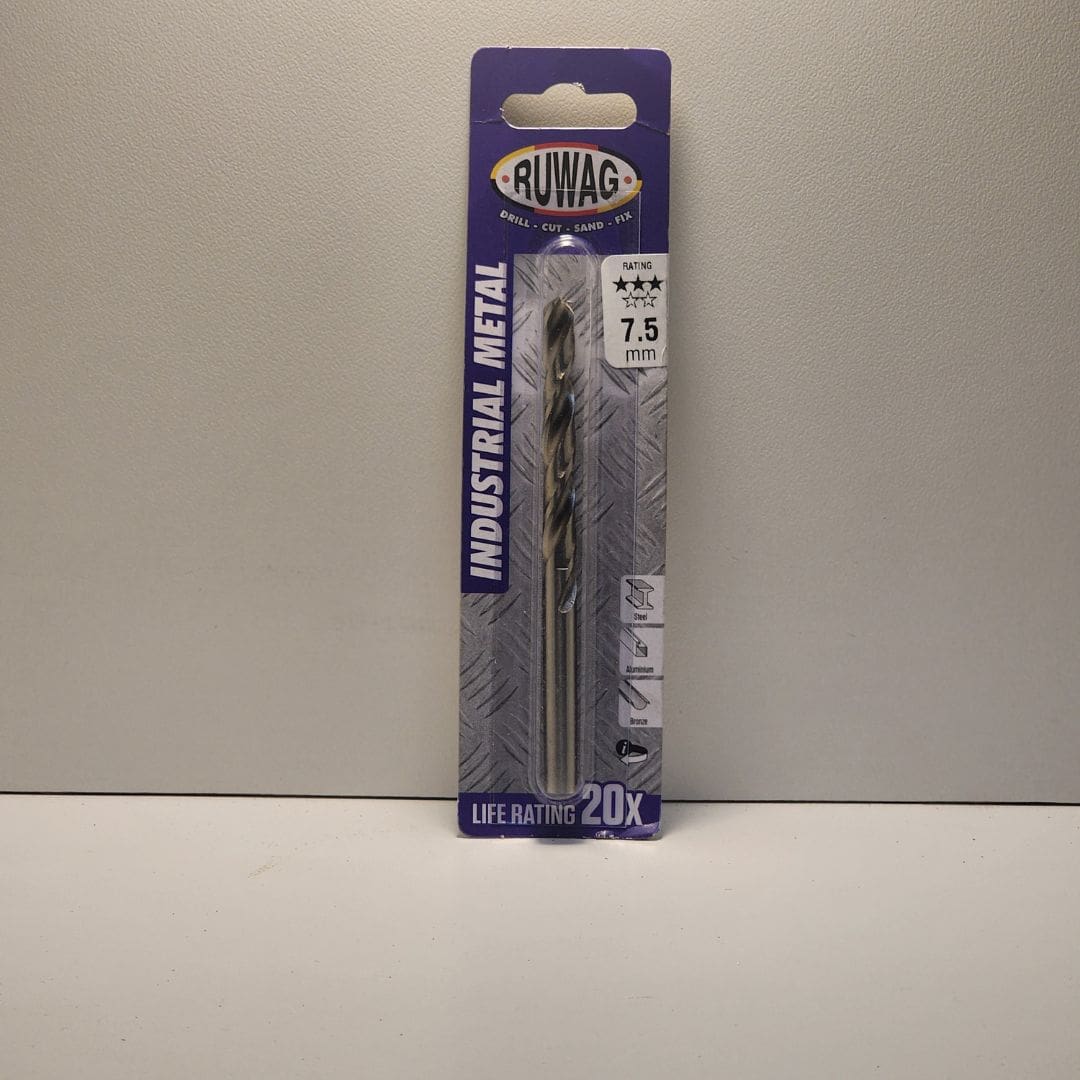 RUWAG
DRILL - CUT - SAND - FIX
INDUSTRIAL METAL
RATING
7.5
mm
Steel
Aluminium
Bronze
i
LIFE RATING 20X